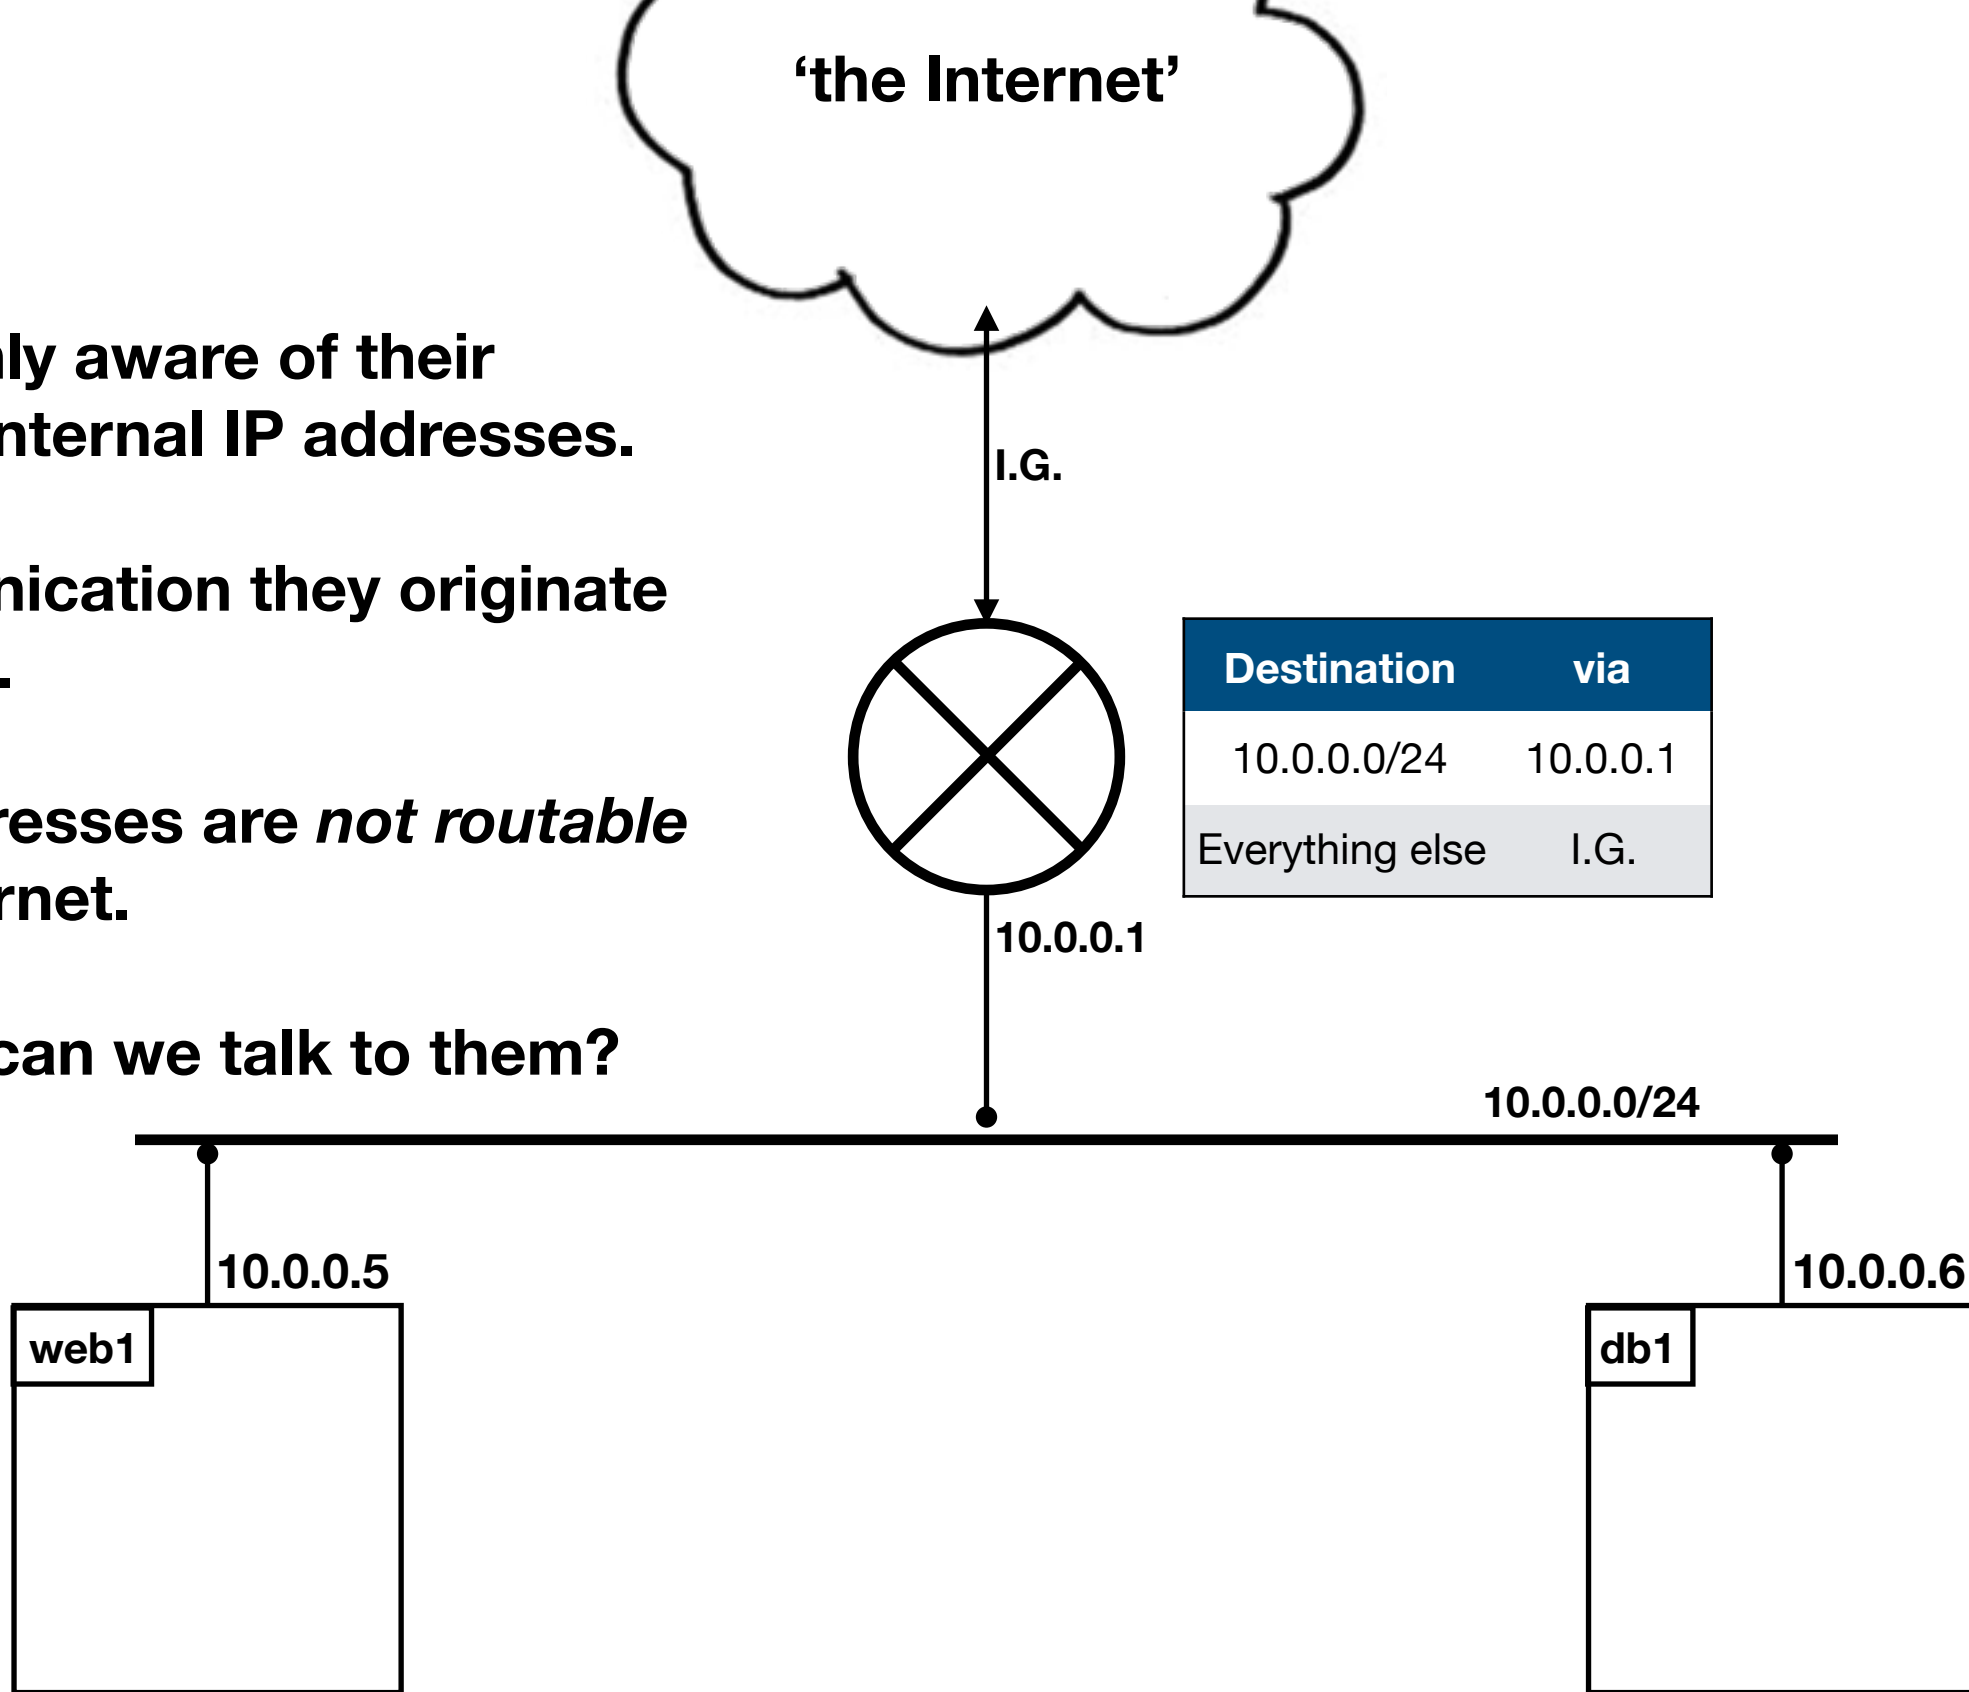 ‘the Internet’
nly aware of their
nternal IP addresses.
I.G.
nication they originate
.
Destination via
10.0.0.0/24 10.0.0.1
Everything else I.G.
resses are not routable
rnet.
10.0.0.1
can we talk to them?
10.0.0.0/24
10.0.0.5
10.0.0.6
web1
db1